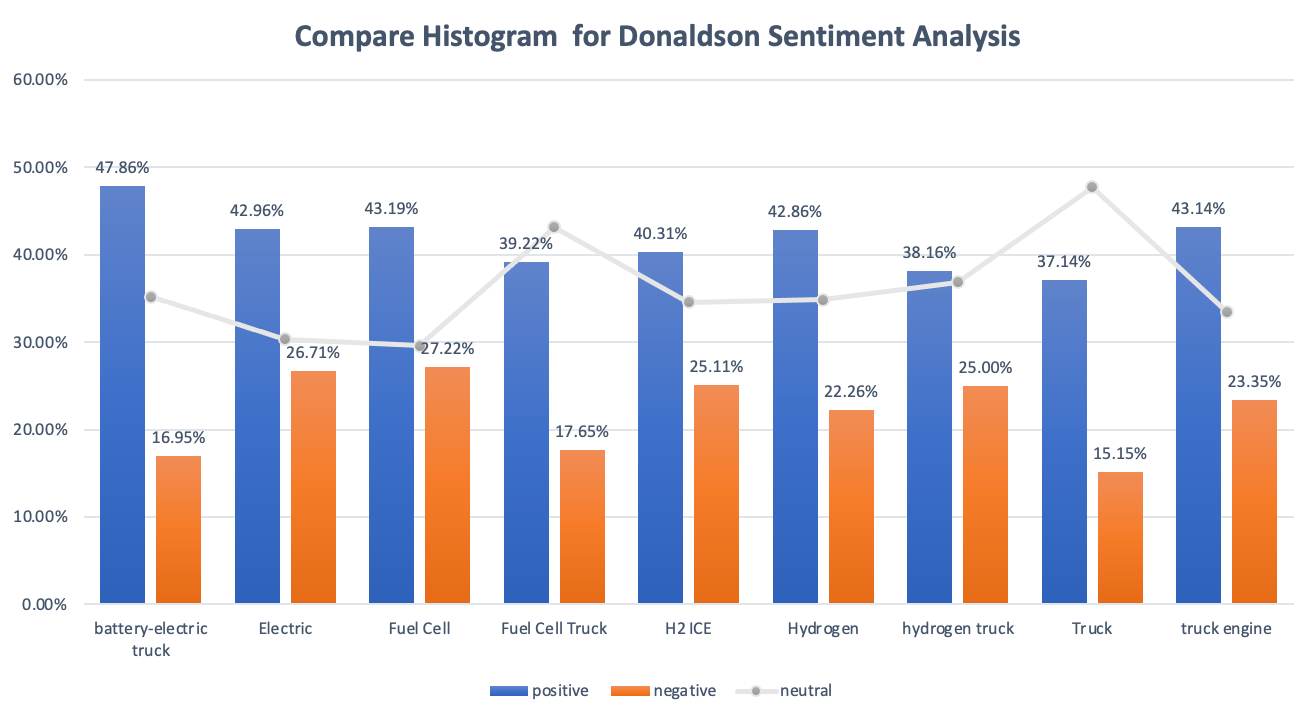 Compare Histogram for Donaldson Sentiment Analysis
60.00%
50.00%
40.00%
30.00%
20.00%
10.00%
0.00%
47.86%
16.95%
42.96%
26.71%
43.19%
27.22%
39.22%
17.65%
40.31%
25.11%
42.86%
22.26%
38.16%
25.00%
37.14%
15.15%
43.14%
23.35%
battery-electric
truck
Electric
Fuel Cell
Fuel Cell Truck
H2 ICE
Hydrogen
hydrogen truck
Truck
truck engine
positive
negative
neutral